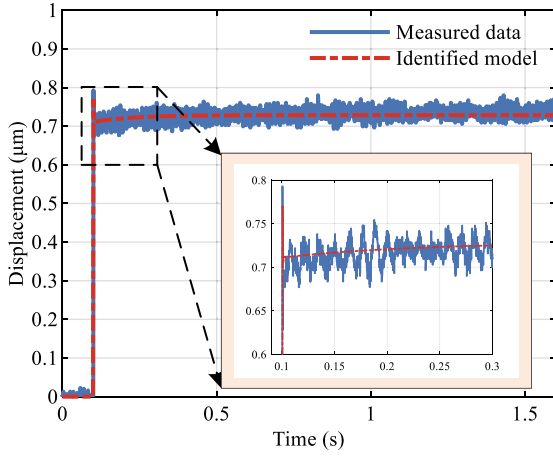 1
0.9
0.8
0.7
0.6
0.5
0.4
0.3
0.2
0.1
0
Displacement (μm)
Measured data
Identified model
0.8
0.75
0.7
0.65
0.6
0.1 0.15 0.2 0.25 0.3
0 0.5 1 1.5
Time (s)